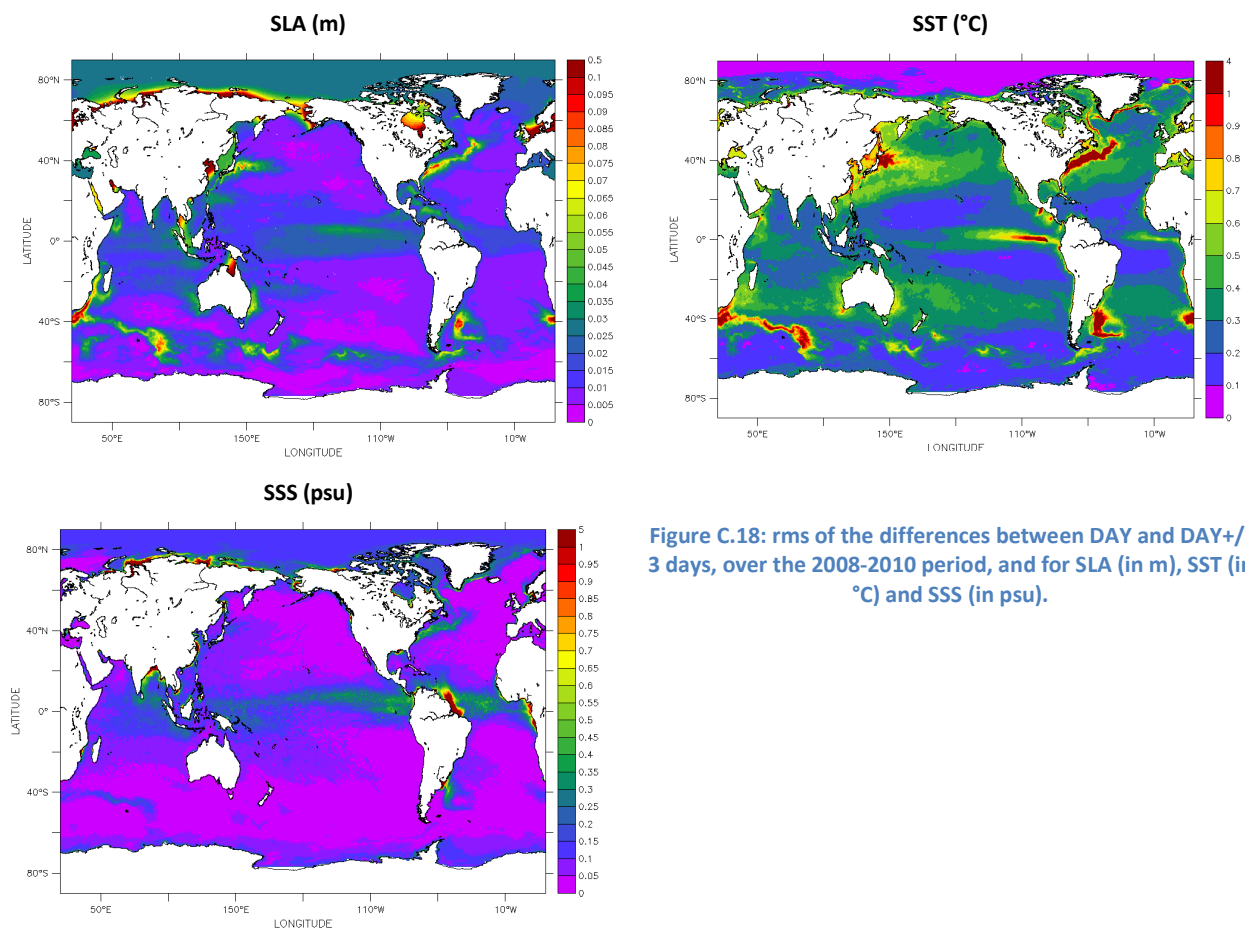 SLA (m)
80°N
40°N
0°
40°S
80°S
LATITUDE
50°E 150°E 110°W 10°W
LONGITUDE
0.5
0.1
0.095
0.09
0.085
0.08
0.075
0.07
0.065
0.06
0.055
0.05
0.045
0.04
0.035
0.03
0.025
0.02
0.015
0.01
0.005
0
SST (°C)
80°N
40°N
0°
40°S
80°S
LATITUDE
50°E 150°E 110°W 10°W
LONGITUDE
4
1
0.9
0.8
0.7
0.6
0.5
0.4
0.3
0.2
0.1
0
SSS (psu)
80°N
40°N
0°
40°S
80°S
LATITUDE
50°E 150°E 110°W 10°W
LONGITUDE
5
1
0.95
0.9
0.85
0.8
0.75
0.7
0.65
0.6
0.55
0.5
0.45
0.4
0.35
0.3
0.25
0.2
0.15
0.1
0.05
0
Figure C.18: rms of the differences between DAY and DAY+/
3 days, over the 2008-2010 period, and for SLA (in m), SST (in
°C) and SSS (in psu).